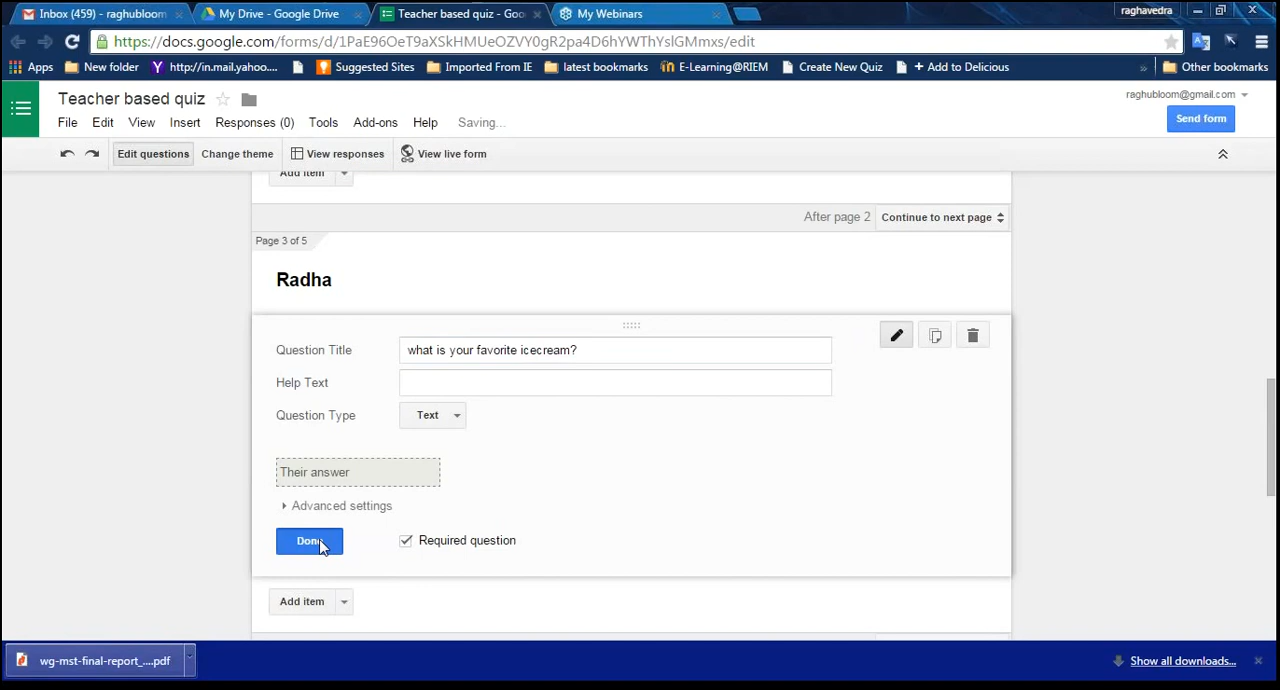 Inbox (459) - raghubloom
My Drive - Google Drive
Teacher based quiz - Goo
My Webinars
raghavedra
https://docs.google.com/forms/d/1PaE96OeT9aXSkHMUeOZVY0gR2pa4D6hYWThYslGMmxs/edit
Apps
New folder
http://in.mail.yahoo....
Suggested Sites
Imported From IE
latest bookmarks
E-Learning@RIEM
Create New Quiz
+ Add to Delicious
»
Other bookmarks
Teacher based quiz
raghubloom@gmail.com
File Edit View Insert Responses (0) Tools Add-ons Help Saving...
Send form
Edit questions
Change theme
View responses
View live form
Add item
After page 2
Continue to next page
Page 3 of 5
Radha
Question Title
what is your favorite icecream?
Help Text
Question Type
Text
Their answer
Advanced settings
Done
Required question
Add item
wg-mst-final-report_....pdf
Show all downloads...